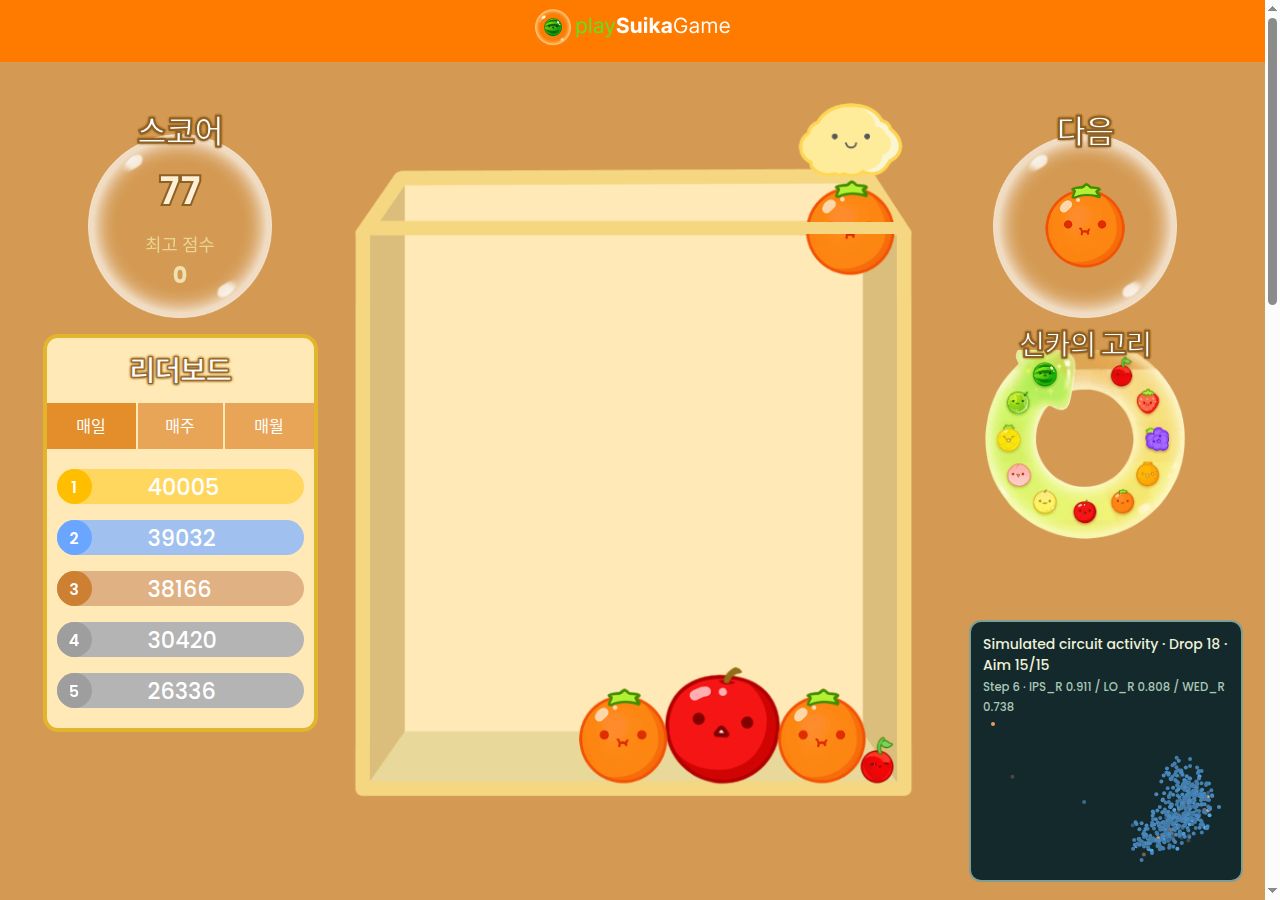 playSuikaGame
스코어
77
최고 점수
0
다음
신카의 고리
리더보드
매일 매주 매월
1 40005
2 39032
3 38166
4 30420
5 26336
Simulated circuit activity · Drop 18 ·
Aim 15/15
Step 6 · IPS_R 0.911 / LO_R 0.808 / WED_R
0.738